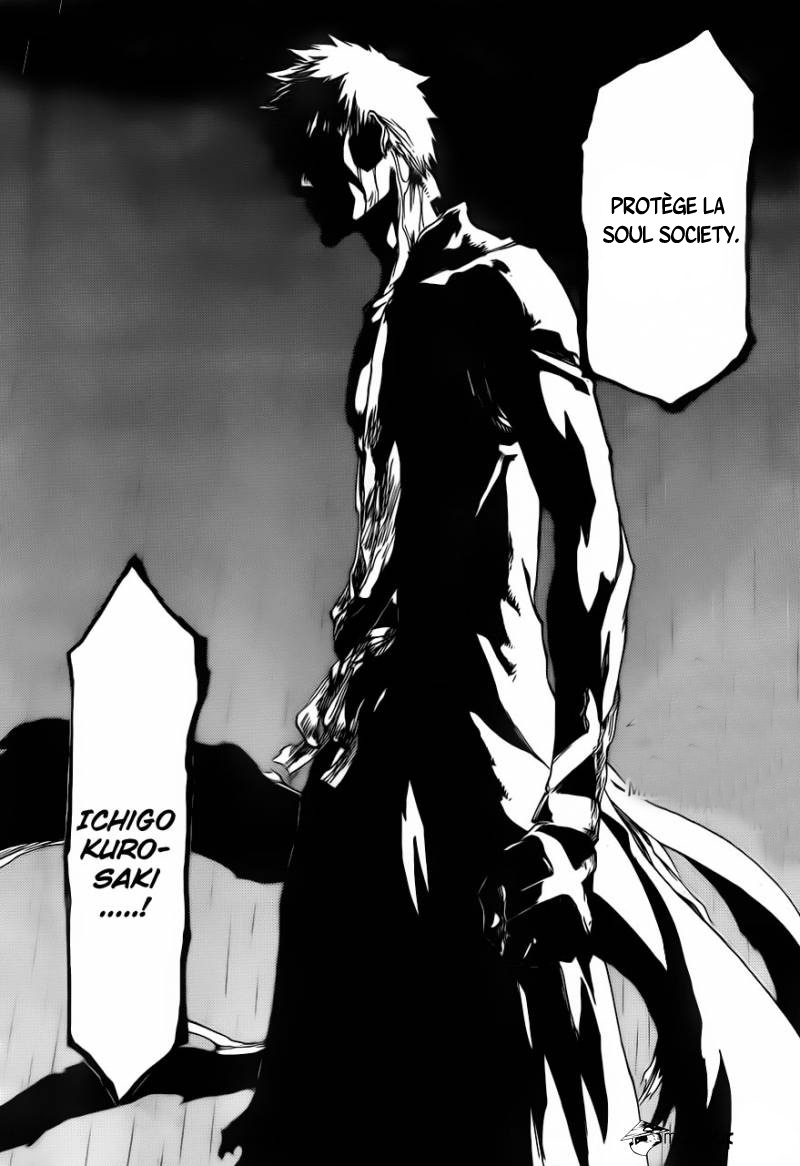 PROTÈGE LA
SOUL SOCIETY.
ICHIGO
KURO-
SAKI
.....!